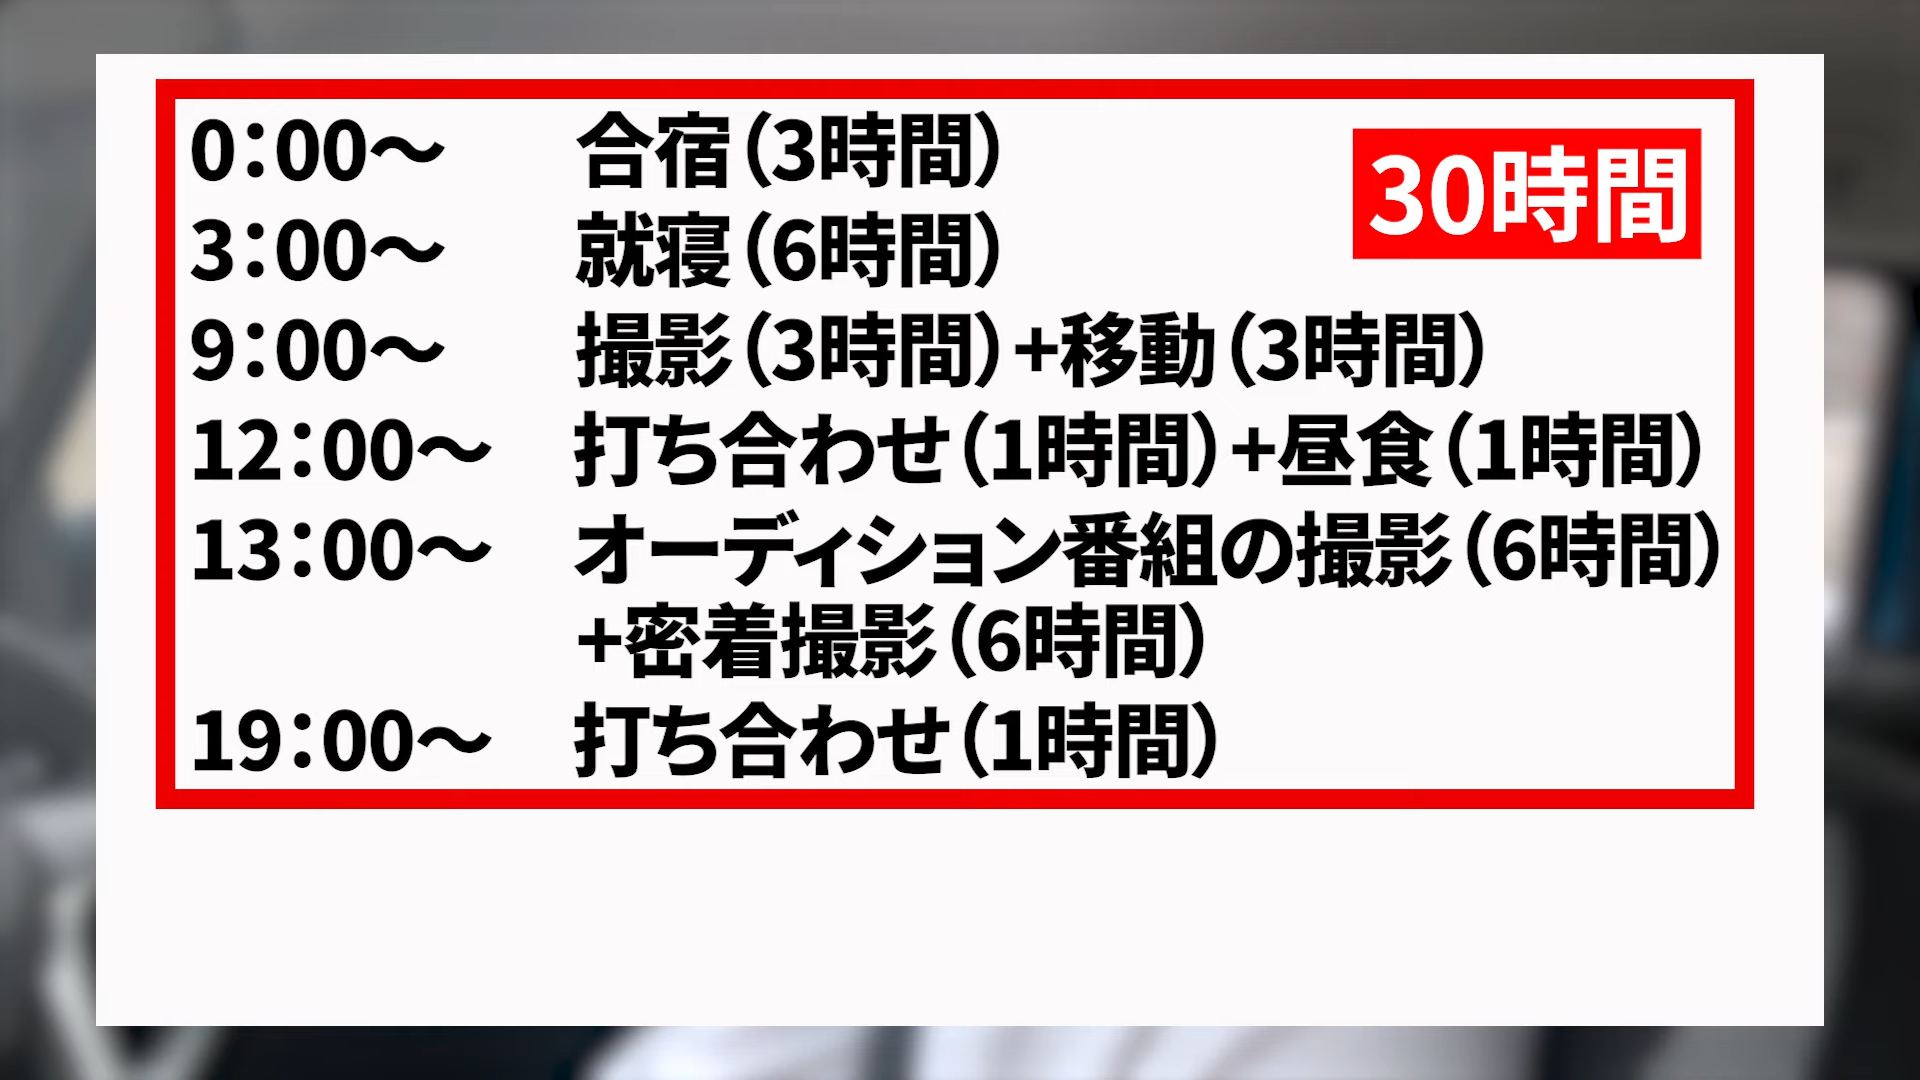 0：00～ 合宿（3時間）
30時間
3：00～ 就寝（6時間）
9：00～ 撮影（3時間）+移動（3時間）
12：00～ 打ち合わせ（1時間）+昼食（1時間）
13：00～ オーディション番組の撮影（6時間）
+密着撮影（6時間）
19：00～ 打ち合わせ（1時間）